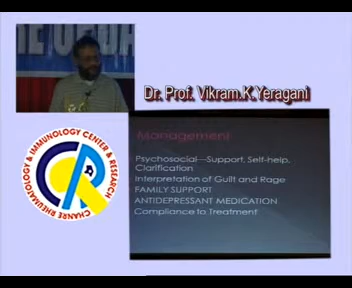 Dr. Prof. Vikram.K.Yeragani
Management
Psychosocial—Support, Self-help,
Clarification
Interpretation of Guilt and Rage
FAMILY SUPPORT
ANTIDEPRESSANT MEDICATION
Compliance to Treatment
CHANRE RHEUMATOLOGY & IMMUNOLOGY CENTER & RESEARCH